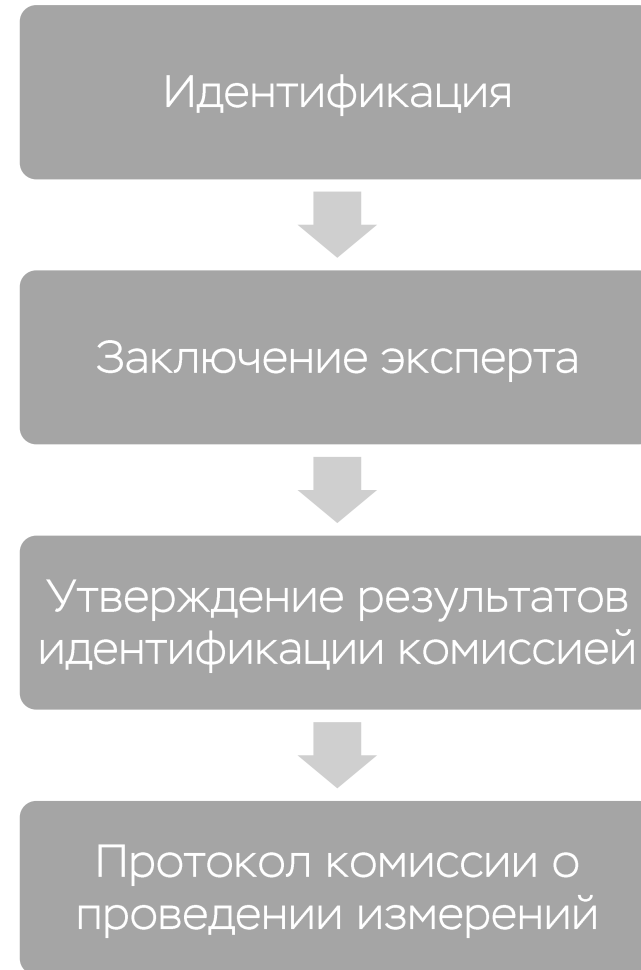 Идентификация
Заключение эксперта
Утверждение результатов
идентификации комиссией
Протокол комиссии о
проведении измерений